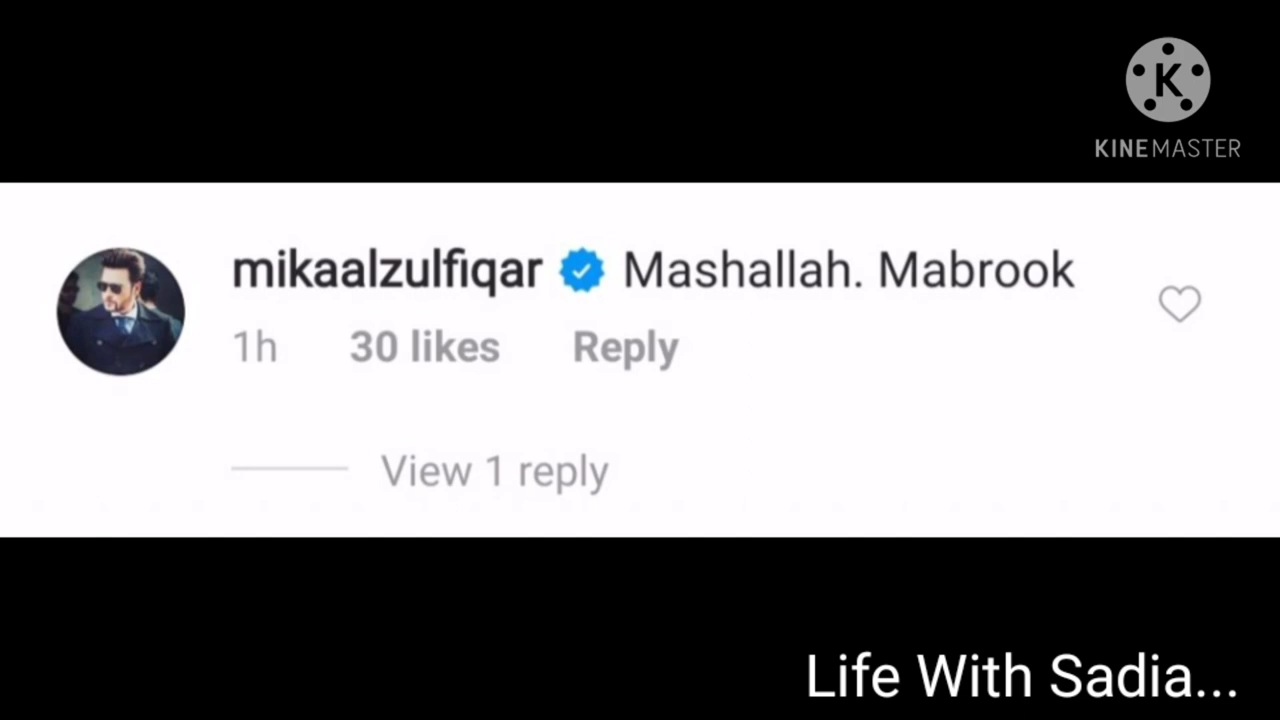 K
KINEMASTER
mikaalzulfiqar Mashallah. Mabrook
1h 30 likes Reply
View 1 reply
Life With Sadia...